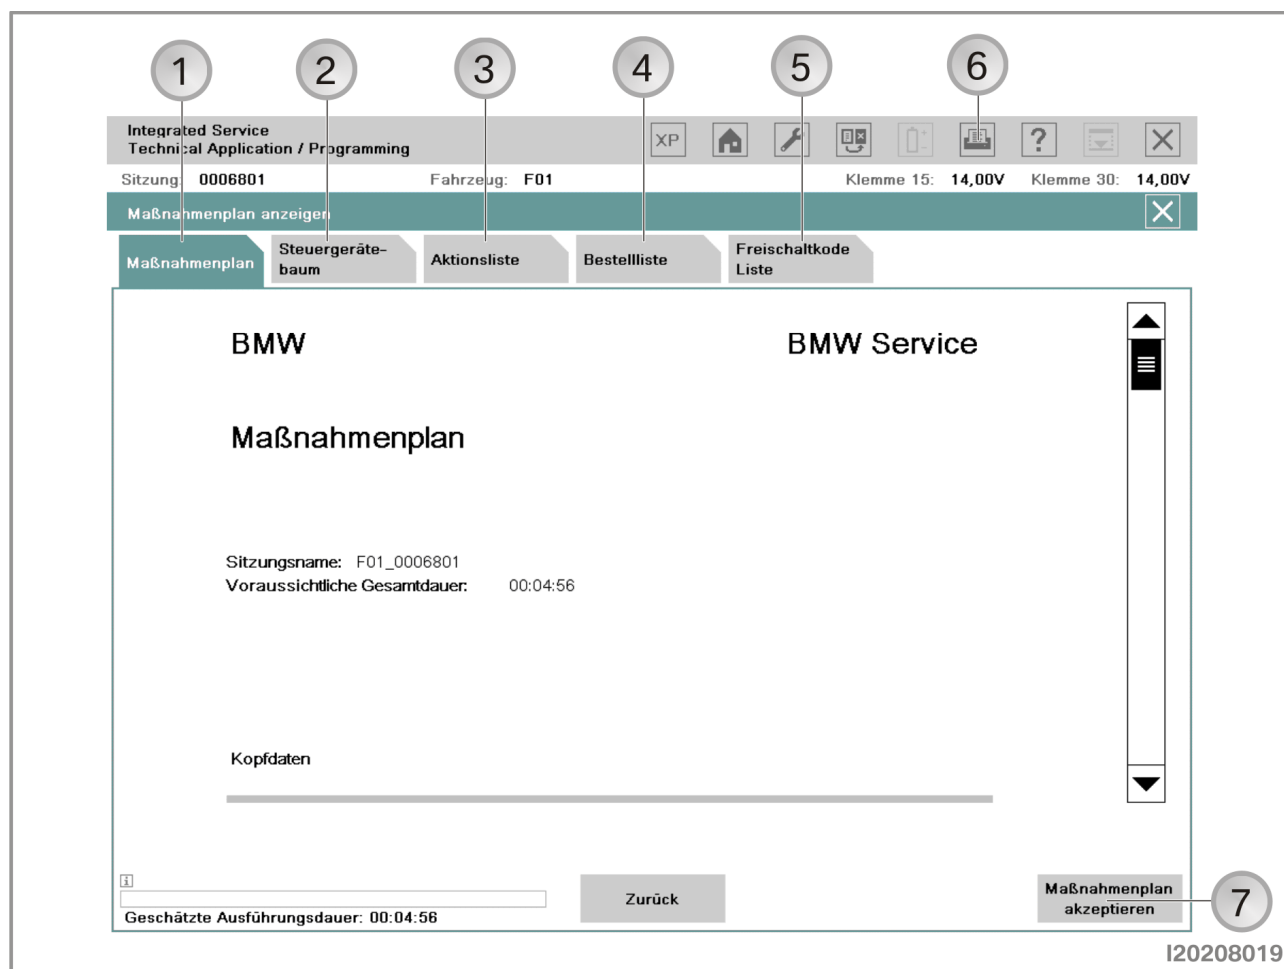 1 2 3 4 5 6
Integrated Service
Technical Application / Programming
XP
?
Sitzung: 0006801 Fahrzeug: F01 Klemme 15: 14,00V Klemme 30: 14,00V
Maßnahmenplan anzeigen
Maßnahmenplan
Steuergeräte-
baum
Aktionsliste
Bestellliste
Freischaltkode
Liste
BMW BMW Service
Maßnahmenplan
Sitzungsname: F01_0006801
Voraussichtliche Gesamtdauer: 00:04:56
Kopfdaten
i
Geschätzte Ausführungsdauer: 00:04:56
Zurück
Maßnahmenplan
akzeptieren
7
I20208019